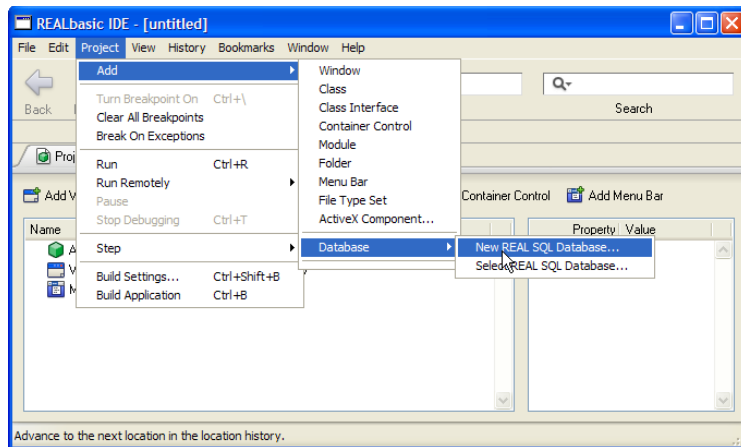 REALbasic IDE - [untitled]
File Edit Project View History Bookmarks Window Help
Back
Search
Add
Turn Breakpoint On Ctrl+\
Clear All Breakpoints
Break On Exceptions
Run Ctrl+R
Run Remotely
Pause
Stop Debugging Ctrl+T
Step
Build Settings... Ctrl+Shift+B
Build Application Ctrl+B
Window
Class
Class Interface
Container Control
Module
Folder
Menu Bar
File Type Set
ActiveX Component...
Database
New REAL SQL Database...
Select REAL SQL Database...
Proj
Add Container Control Add Menu Bar
Name
Property Value
Advance to the next location in the location history.